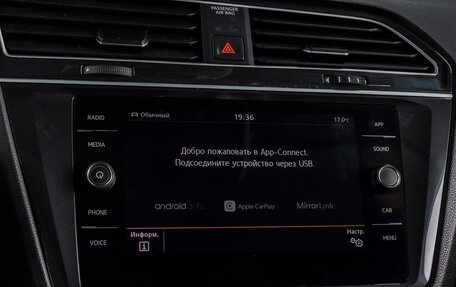 PASSENGER
AIR BAG
RADIO
Обычный 19:36 17.0°C
APP
MEDIA
SOUND
Добро пожаловать в App-Connect.
Подсоедините устройство через USB.
androidauto Apple CarPlay MirrorLink
PHONE
CAR
VOICE
Информ. Настр.
MENU